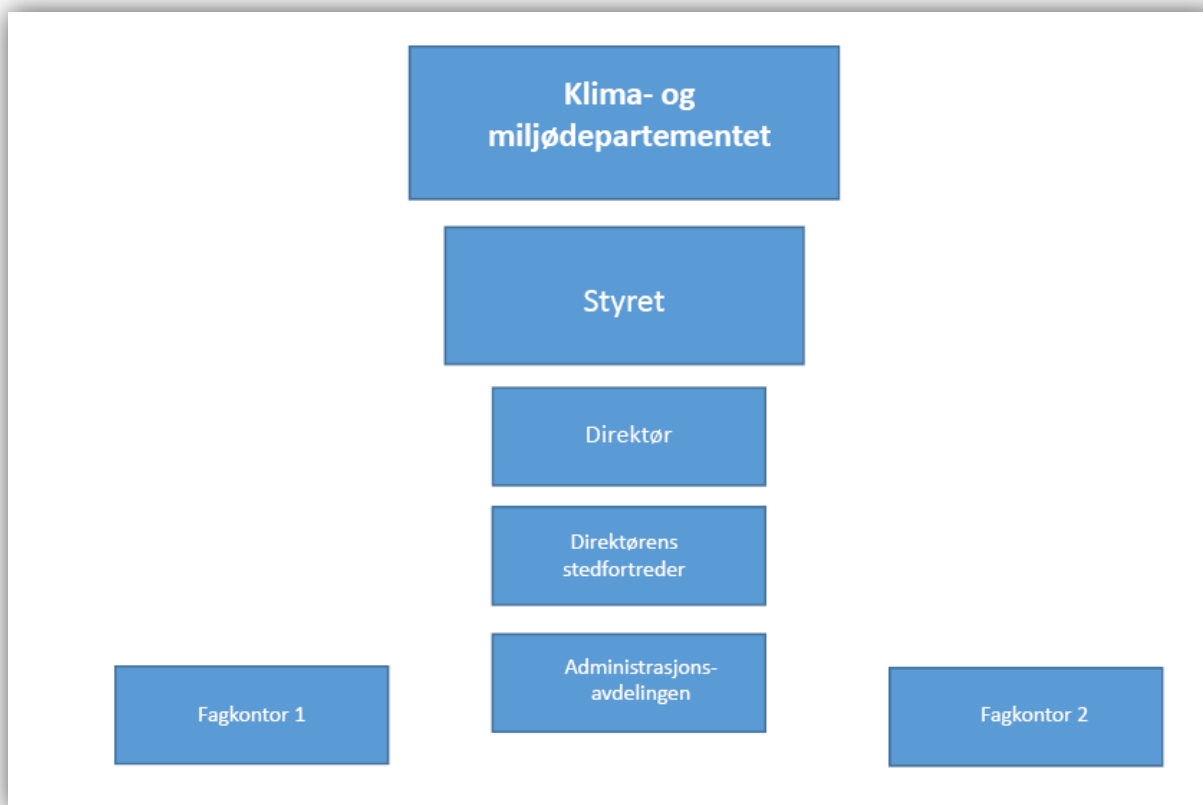 Klima- og
miljødepartementet
Styret
Direktør
Direktørens
stedfortreder
Administrasjons-
avdelingen
Fagkontor 1
Fagkontor 2